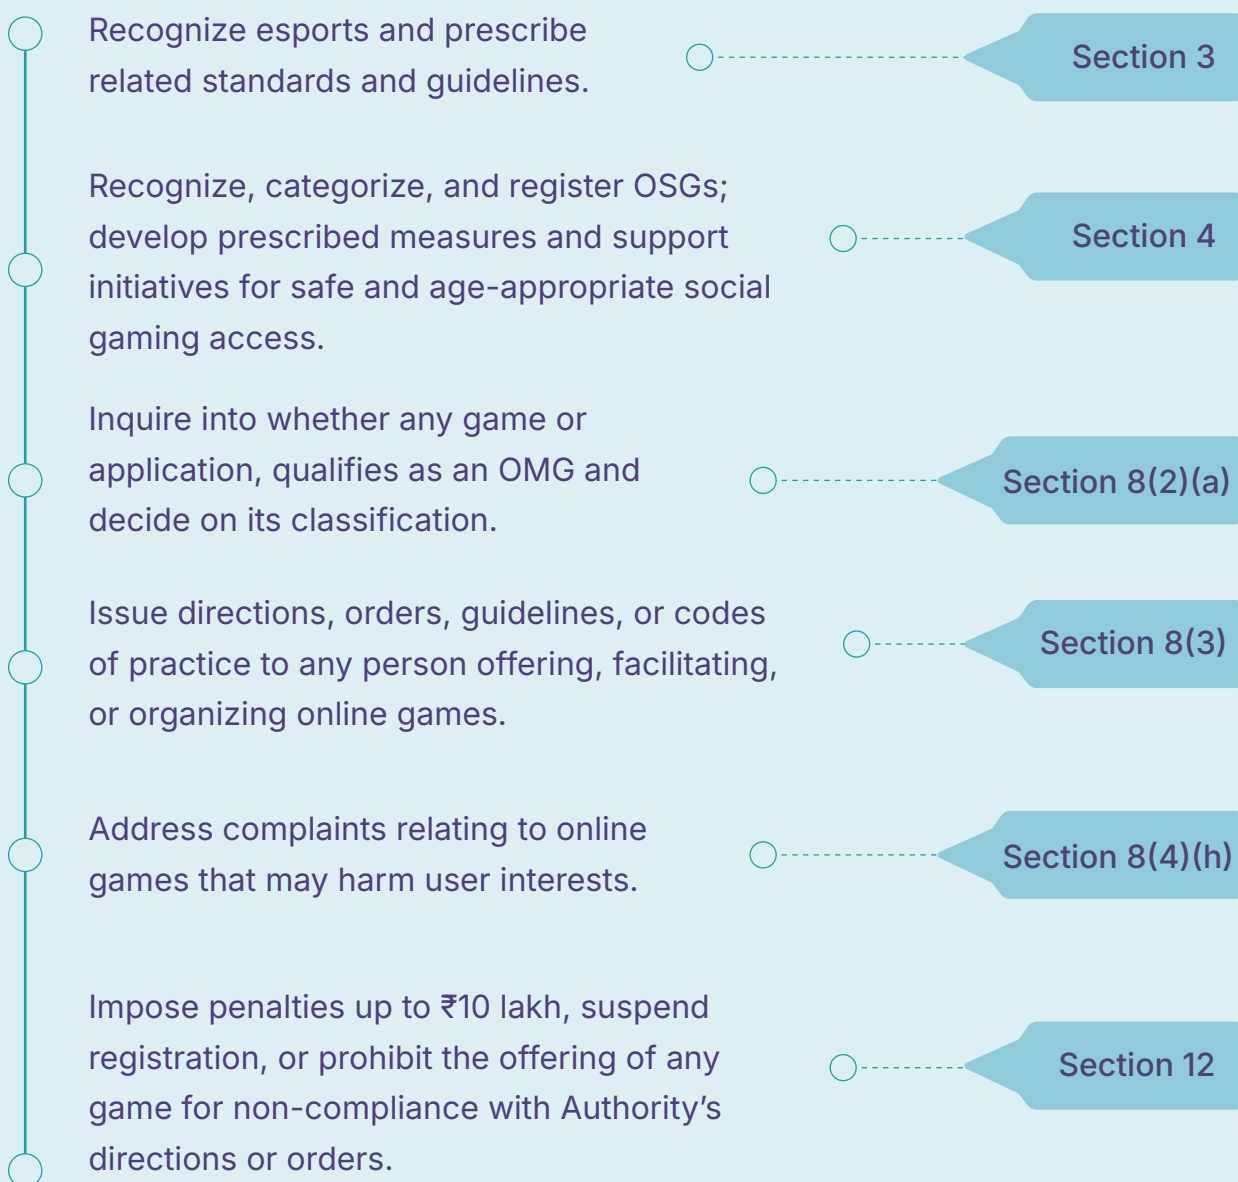 Recognize esports and prescribe
related standards and guidelines.
Section 3
Recognize, categorize, and register OSGs;
develop prescribed measures and support
initiatives for safe and age-appropriate social
gaming access.
Section 4
Inquire into whether any game or
application, qualifies as an OMG and
decide on its classification.
Section 8(2)(a)
Issue directions, orders, guidelines, or codes
of practice to any person offering, facilitating,
or organizing online games.
Section 8(3)
Address complaints relating to online
games that may harm user interests.
Section 8(4)(h)
Impose penalties up to ₹10 lakh, suspend
registration, or prohibit the offering of any
game for non-compliance with Authority’s
directions or orders.
Section 12